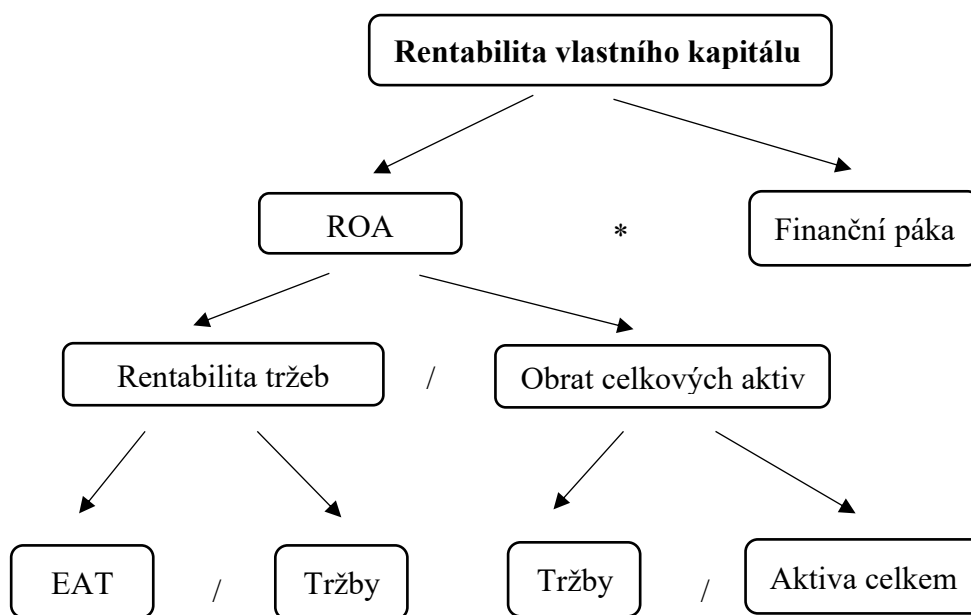 Rentabilita vlastního kapitálu
ROA
*
Finanční páka
Rentabilita tržeb
/
Obrat celkových aktiv
EAT
/
Tržby
Tržby
/
Aktiva celkem